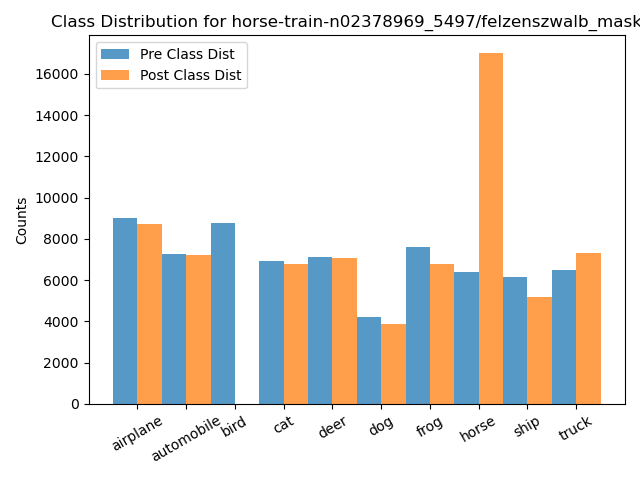 Class Distribution for horse-train-n02378969_5497/felzenszwalb_mask
Pre Class Dist
Post Class Dist
Counts
16000
14000
12000
10000
8000
6000
4000
2000
0
airplane
automobile
bird
cat
deer
dog
frog
horse
ship
truck